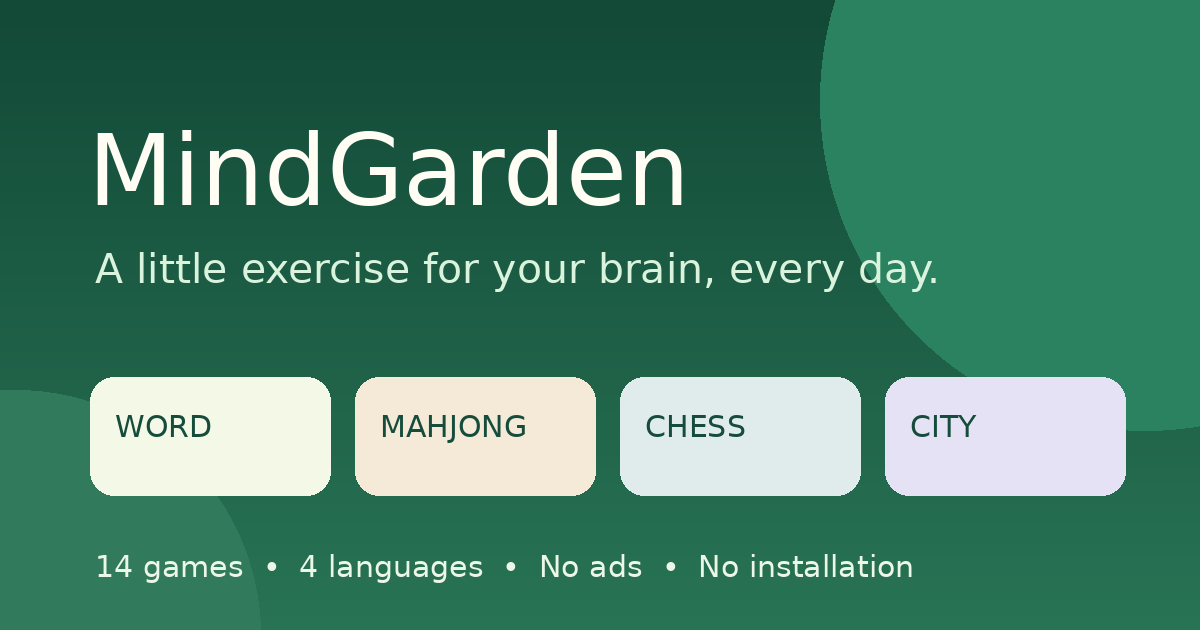 MindGarden
A little exercise for your brain, every day.
WORD
MAHJONG
CHESS
CITY
14 games • 4 languages • No ads • No installation